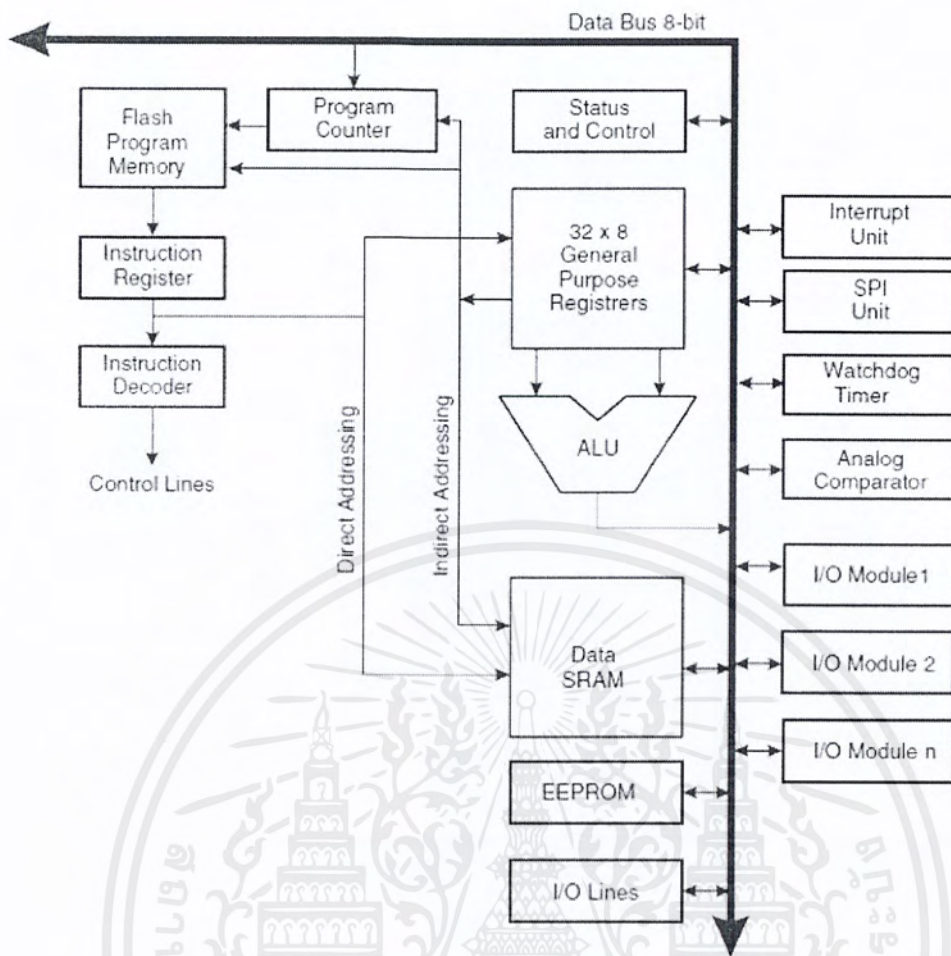 Data Bus 8-bit
Flash
Program
Memory
Program
Counter
Status
and Control
32 x 8
General
Purpose
Registrers
Interrupt
Unit
Instruction
Register
SPI
Unit
Instruction
Decoder
Watchdog
Timer
ALU
Analog
Comparator
Control Lines
Direct Addressing
Indirect Addressing
I/O Module1
Data
SRAM
I/O Module 2
I/O Module n
EEPROM
I/O Lines